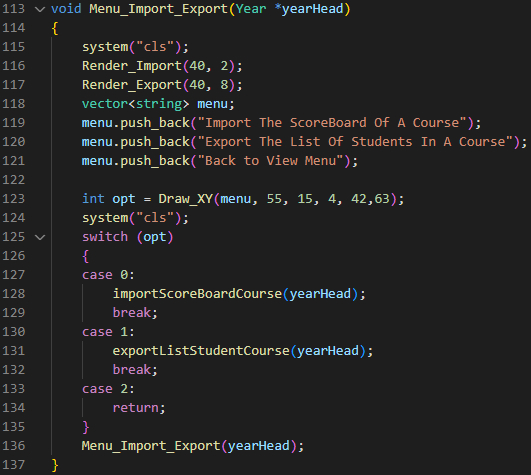 113 void Menu_Import_Export(Year *yearHead)
114 {
115     system("cls");
116     Render_Import(40, 2);
117     Render_Export(40, 8);
118     vector<string> menu;
119     menu.push_back("Import The ScoreBoard Of A Course");
120     menu.push_back("Export The List Of Students In A Course");
121     menu.push_back("Back to View Menu");
122
123     int opt = Draw_XY(menu, 55, 15, 4, 42,63);
124     system("cls");
125     switch (opt)
126     {
127     case 0:
128         importScoreBoardCourse(yearHead);
129         break;
130     case 1:
131         exportListStudentCourse(yearHead);
132         break;
133     case 2:
134         return;
135     }
136     Menu_Import_Export(yearHead);
137 }